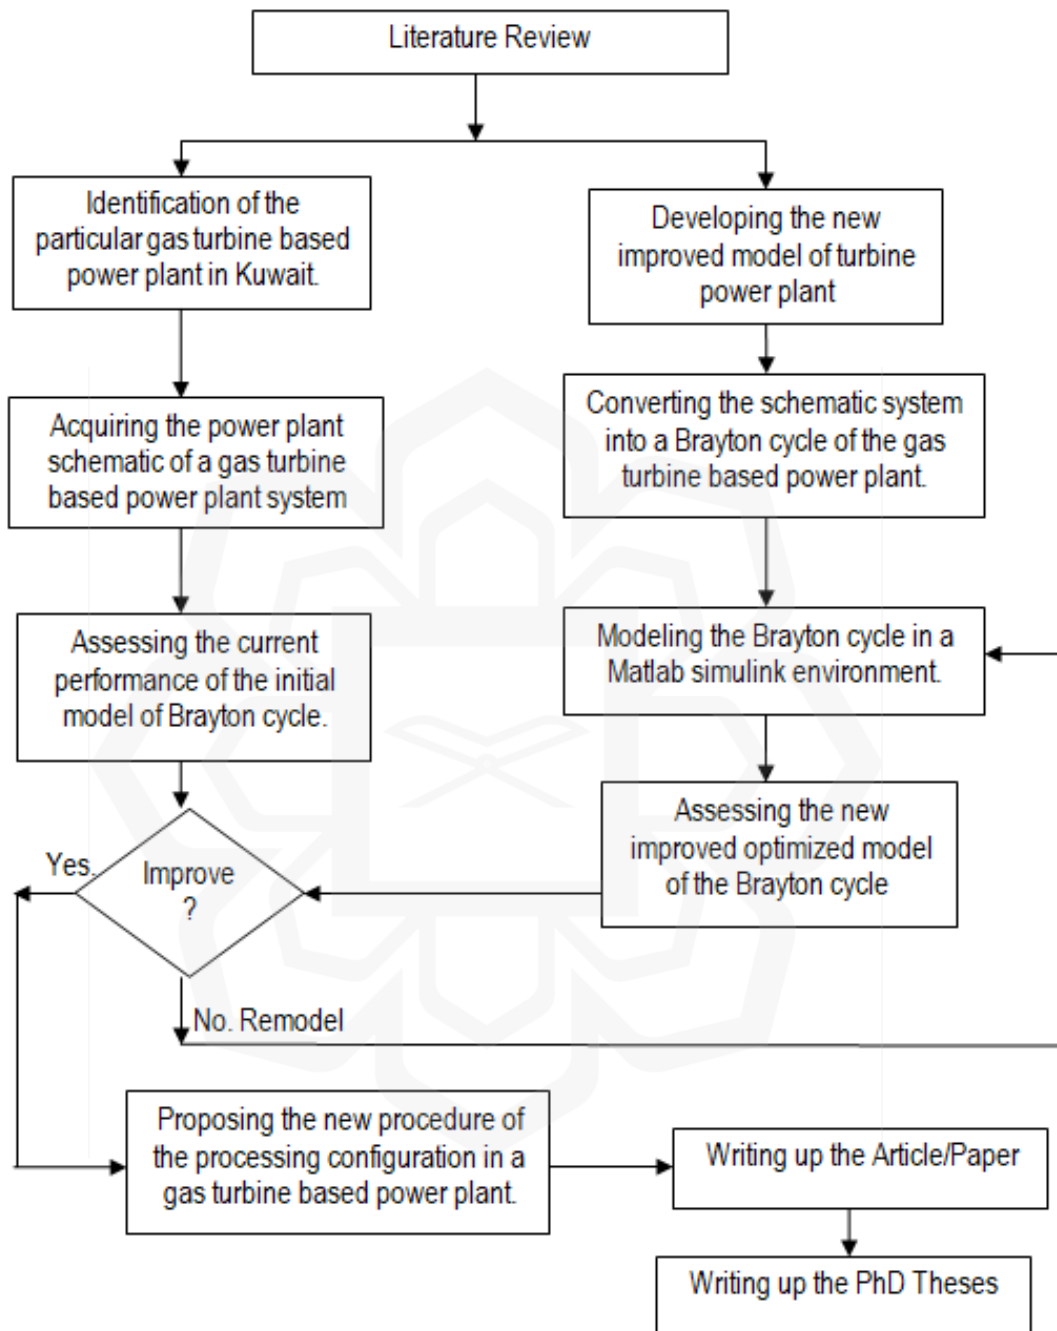 Literature Review
Identification of the
particular gas turbine based
power plant in Kuwait.
Developing the new
improved model of turbine
power plant
Acquiring the power plant
schematic of a gas turbine
based power plant system
Converting the schematic system
into a Brayton cycle of the gas
turbine based power plant.
Assessing the current
performance of the initial
model of Brayton cycle.
Modeling the Brayton cycle in a
Matlab simulink environment.
Assessing the new
improved optimized model
of the Brayton cycle
Yes.
Improve
?
No. Remodel
Proposing the new procedure of
the processing configuration in a
gas turbine based power plant.
Writing up the Article/Paper
Writing up the PhD Theses